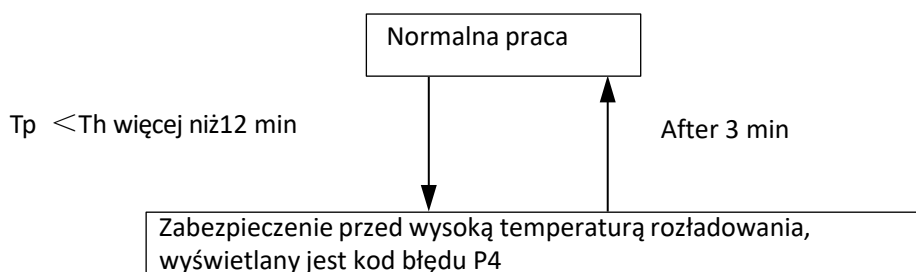 Normalna praca
Tp <Th więcej niż12 min
After 3 min
Zabezpieczenie przed wysoką temperaturą rozładowania,
wyświetlany jest kod błędu P4